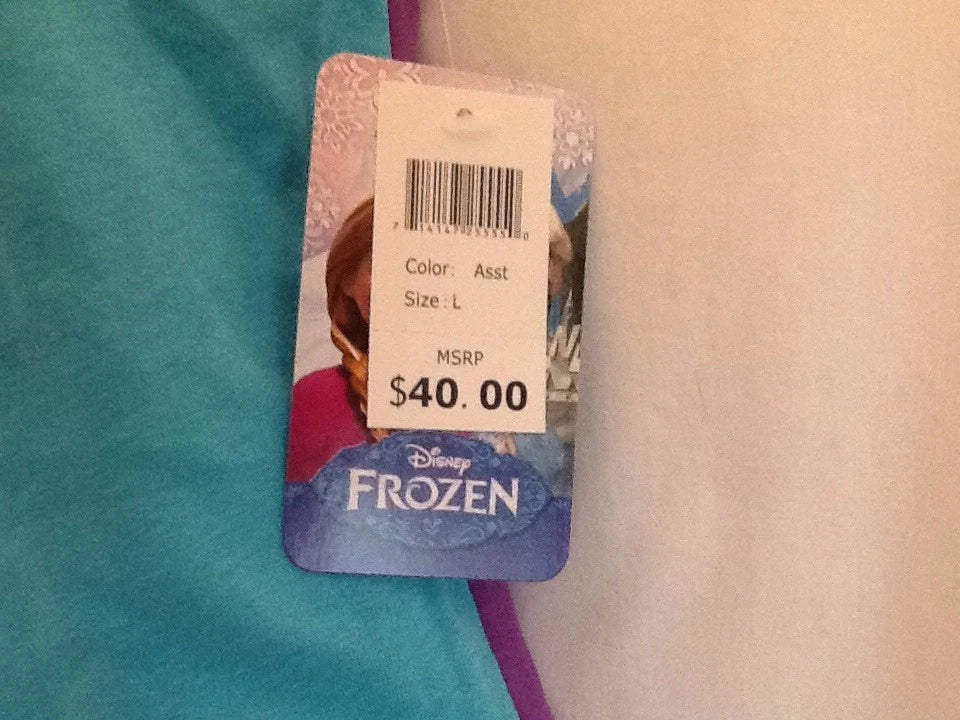 Color: Asst
Size: L
MSRP
$40.00
Disney
FROZEN